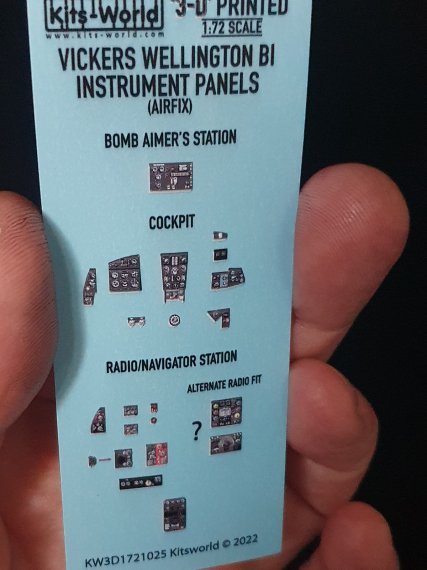 Kits-World
www.kits-world.com
'3-D' PRINTED
1:72 SCALE
VICKERS WELLINGTON BI
INSTRUMENT PANELS
(AIRFIX)
BOMB AIMER'S STATION
COCKPIT
RADIO/NAVIGATOR STATION
ALTERNATE RADIO FIT
?
KW3D1721025 Kitsworld © 2022